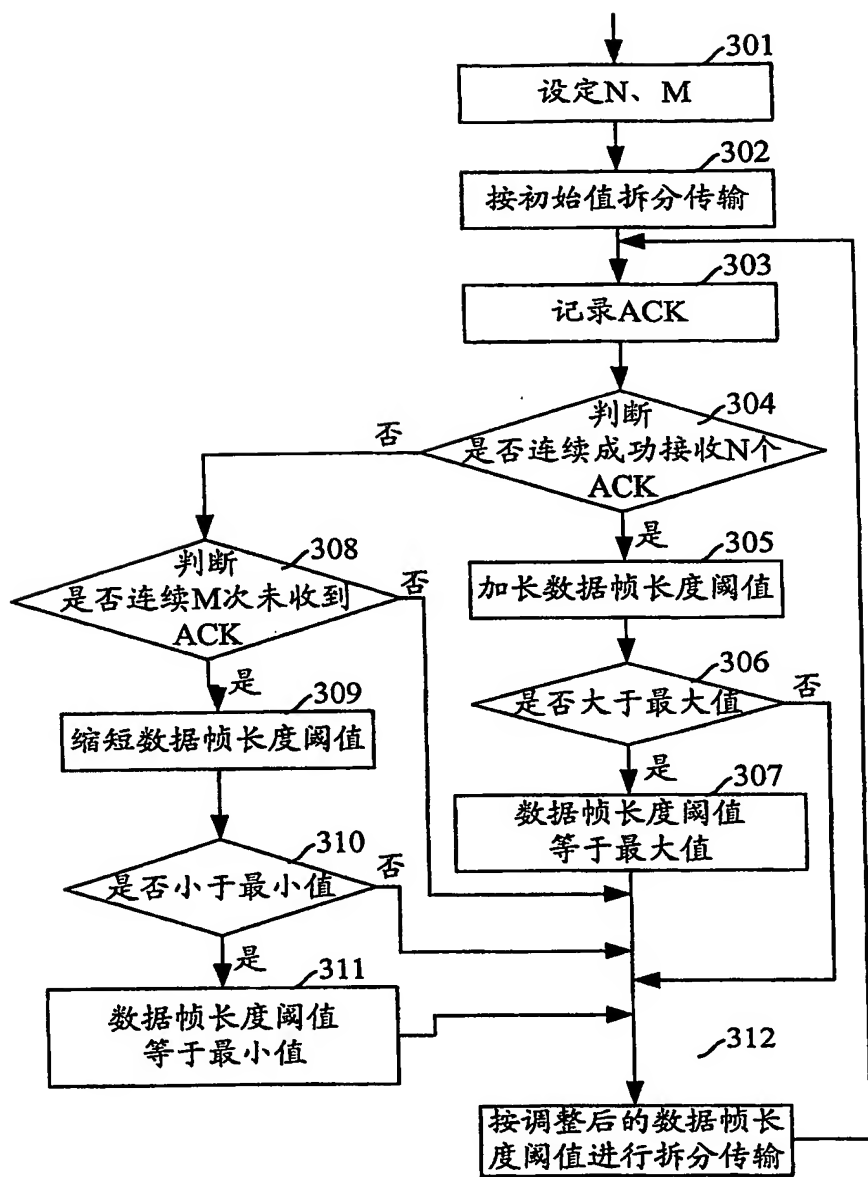 301
设定N、M
302
按初始值拆分传输
303
记录ACK
304
判断
是否连续成功接收N个
ACK
否
是
308
判断
是否连续M次未收到
ACK
否
是
305
加长数据帧长度阈值
306
是否大于最大值
否
是
309
缩短数据帧长度阈值
307
数据帧长度阈值
等于最大值
310
是否小于最小值
否
是
311
数据帧长度阈值
等于最小值
312
按调整后的数据帧长
度阈值进行拆分传输